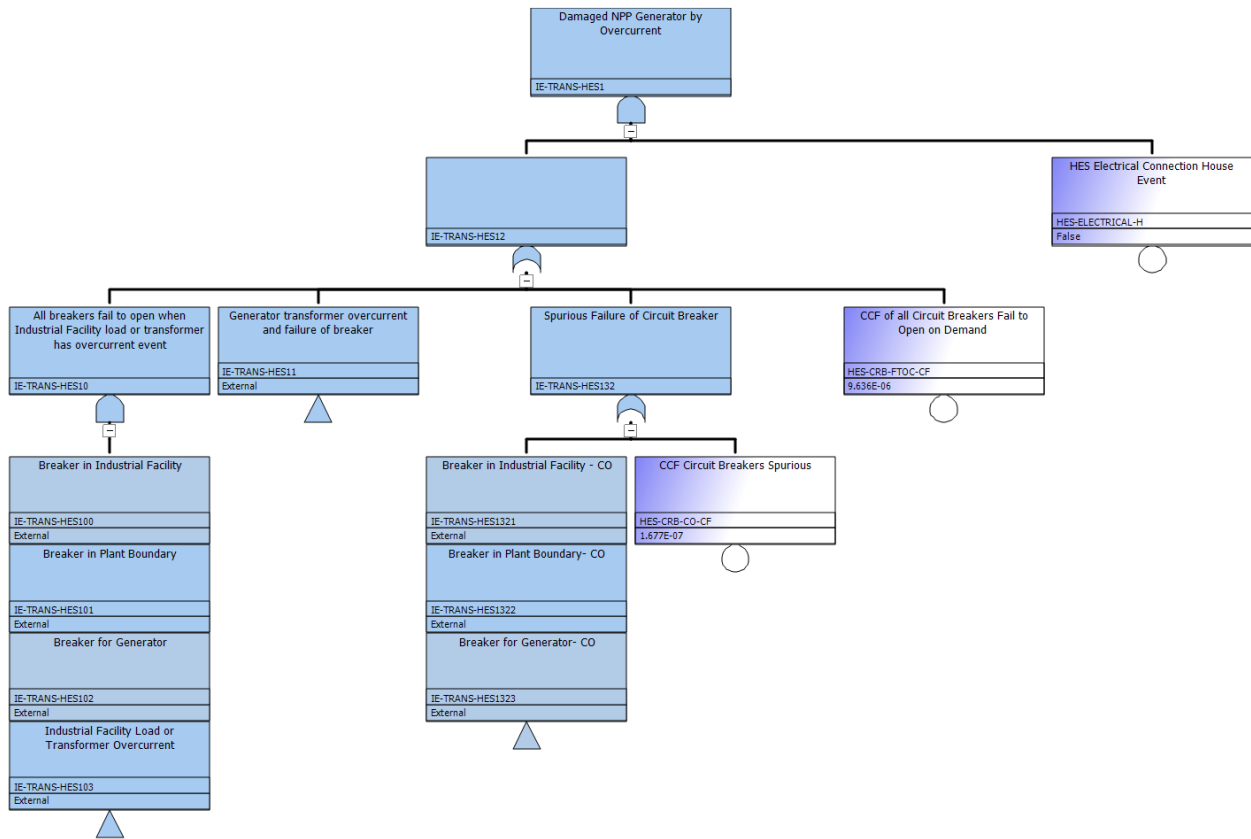 Damaged NPP Generator by
Overcurrent
IE-TRANS-HES1
IE-TRANS-HES12
HES Electrical Connection House
Event
HES-ELECTRICAL-H
False
All breakers fail to open when
Industrial Facility load or transformer
has overcurrent event
IE-TRANS-HES10
Generator transformer overcurrent
and failure of breaker
IE-TRANS-HES11
External
Spurious Failure of Circuit Breaker
IE-TRANS-HES132
CCF of all Circuit Breakers Fail to
Open on Demand
HES-CRB-FTOC-CF
9.636E-06
Breaker in Industrial Facility
IE-TRANS-HES100
External
Breaker in Plant Boundary
IE-TRANS-HES101
External
Breaker for Generator
IE-TRANS-HES102
External
Industrial Facility Load or
Transformer Overcurrent
IE-TRANS-HES103
External
Breaker in Industrial Facility - CO
IE-TRANS-HES1321
External
Breaker in Plant Boundary- CO
IE-TRANS-HES1322
External
Breaker for Generator- CO
IE-TRANS-HES1323
External
CCF Circuit Breakers Spurious
HES-CRB-CO-CF
1.677E-07